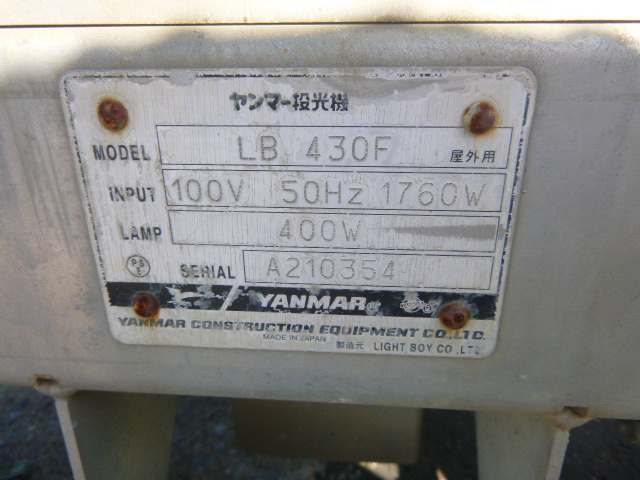 ヤンマー投光機
MODEL LB 430F 屋外用
INPUT 100V 50Hz 1760W
LAMP 400W
PSE SERIAL A210354
YANMAR
YANMAR CONSTRUCTION EQUIPMENT CO.,LTD.
MADE IN JAPAN 製造元 LIGHT BOY CO.,LTD